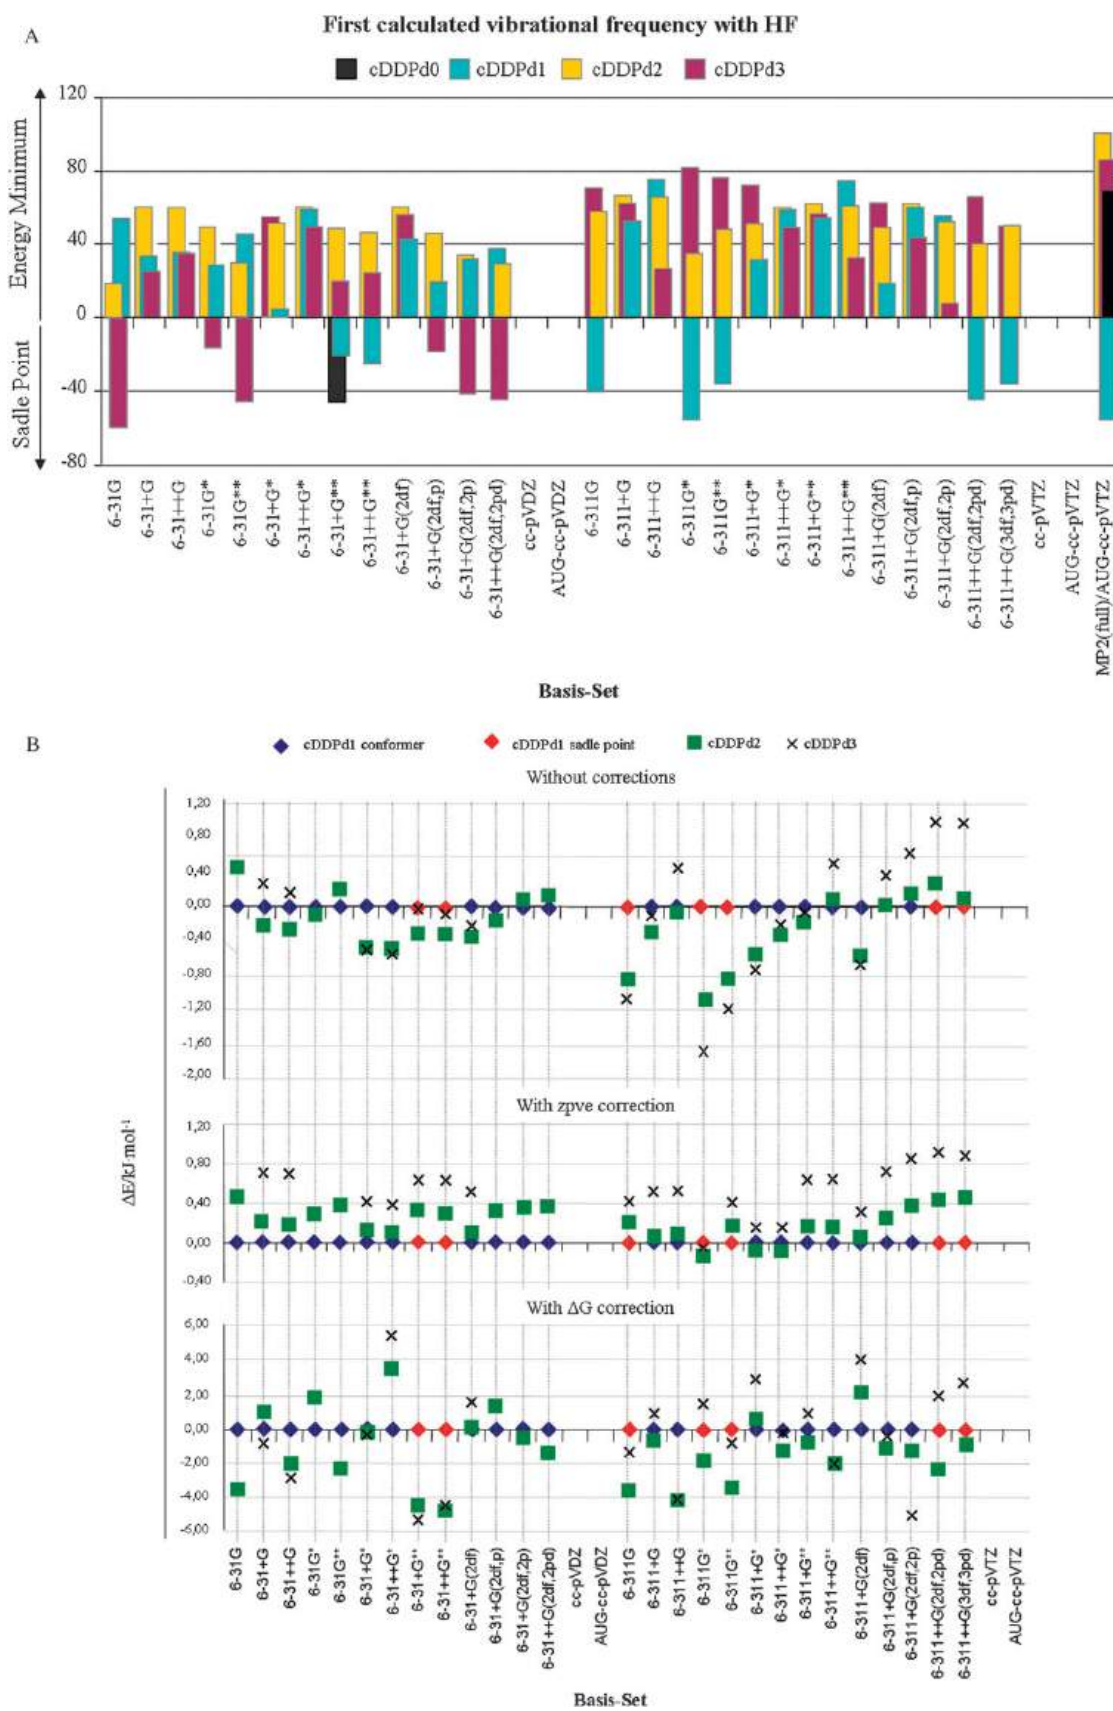 A
First calculated vibrational frequency with HF
cDDPd0 cDDPd1 cDDPd2 cDDPd3
Energy Minimum
Sadle Point
120
80
40
0
-40
-80
6-31G
6-31+G
6-31++G
6-31G*
6-31G**
6-31+G*
6-31++G*
6-31+G**
6-31++G**
6-31+G(2df)
6-31+G(2df,p)
6-31+G(2df,2p)
6-31++G(2df,2pd)
cc-pVDZ
AUG-cc-pVDZ
6-311G
6-311+G
6-311++G
6-311G*
6-311G**
6-311+G*
6-311++G*
6-311+G**
6-311++G**
6-311+G(2df)
6-311+G(2df,p)
6-311+G(2df,2p)
6-311++G(2df,2pd)
6-311++G(3df,3pd)
cc-pVTZ
AUG-cc-pVTZ
MP2(full)/AUG-cc-pVTZ
Basis-Set
B
cDDPd1 conformer cDDPd1 sadle point cDDPd2 cDDPd3
Without corrections
1,20
0,80
0,40
0,00
-0,40
-0,80
-1,20
-1,60
-2,00
With zpve correction
ΔE/kJ·mol⁻¹
1,20
0,80
0,40
0,00
-0,40
With ΔG correction
6,00
4,00
2,00
0,00
-2,00
-4,00
-6,00
6-31G
6-31+G
6-31++G
6-31G*
6-31G**
6-31+G*
6-31++G*
6-31+G**
6-31++G**
6-31+G(2df)
6-31+G(2df,p)
6-31+G(2df,2p)
6-31++G(2df,2pd)
cc-pVDZ
AUG-cc-pVDZ
6-311G
6-311+G
6-311++G
6-311G*
6-311G**
6-311+G*
6-311++G*
6-311+G**
6-311++G**
6-311+G(2df)
6-311+G(2df,p)
6-311+G(2df,2p)
6-311++G(2df,2pd)
6-311++G(3df,3pd)
cc-pVTZ
AUG-cc-pVTZ
Basis-Set